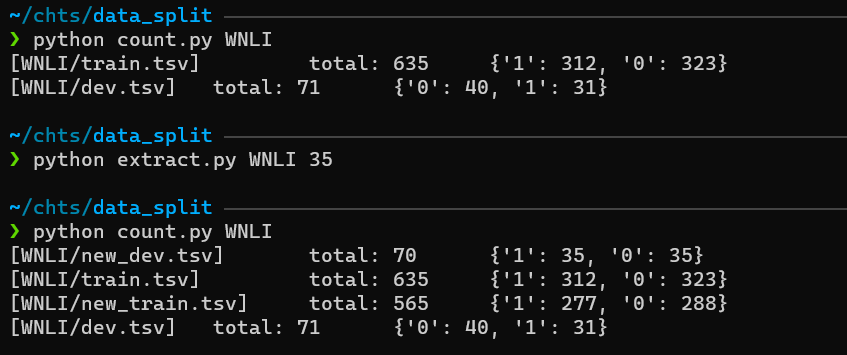 ~/chts/data_split
❯ python count.py WNLI
[WNLI/train.tsv] total: 635 {'1': 312, '0': 323}
[WNLI/dev.tsv] total: 71 {'0': 40, '1': 31}
~/chts/data_split
❯ python extract.py WNLI 35
~/chts/data_split
❯ python count.py WNLI
[WNLI/new_dev.tsv] total: 70 {'1': 35, '0': 35}
[WNLI/train.tsv] total: 635 {'1': 312, '0': 323}
[WNLI/new_train.tsv] total: 565 {'1': 277, '0': 288}
[WNLI/dev.tsv] total: 71 {'0': 40, '1': 31}